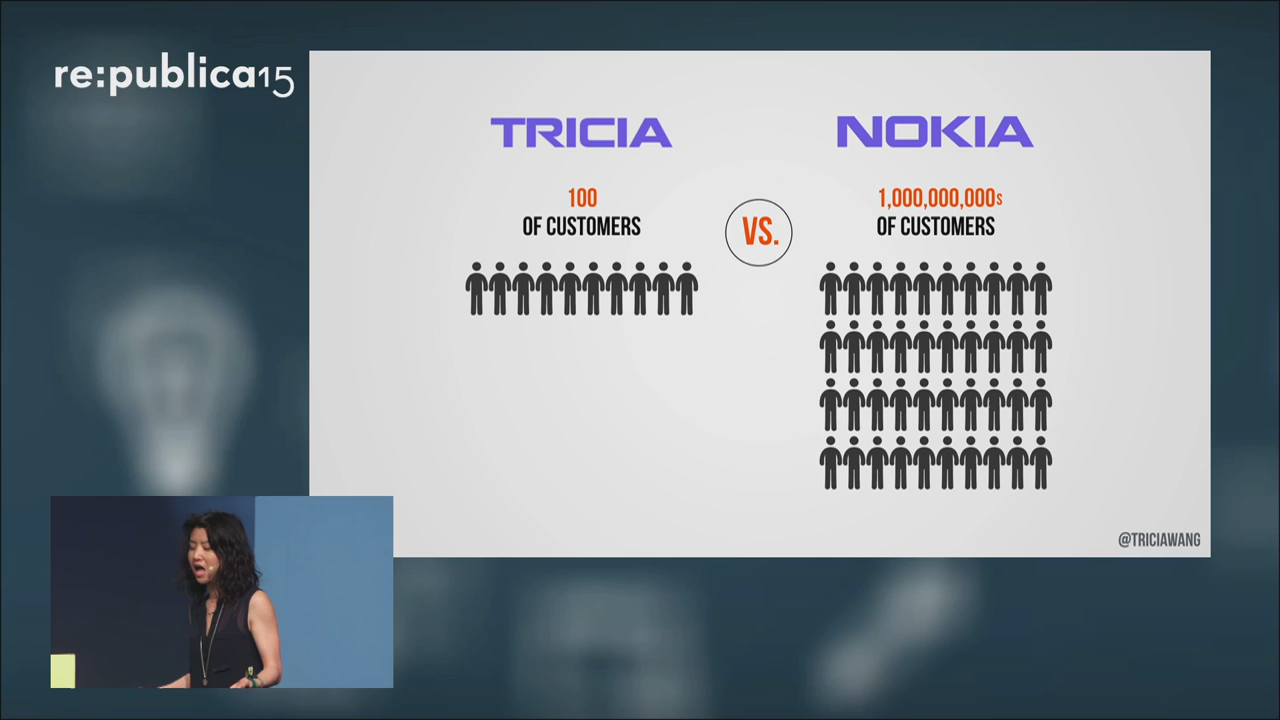 re:publica15
TRICIA
100
OF CUSTOMERS
VS.
NOKIA
1,000,000,000s
OF CUSTOMERS
@TRICIAWANG